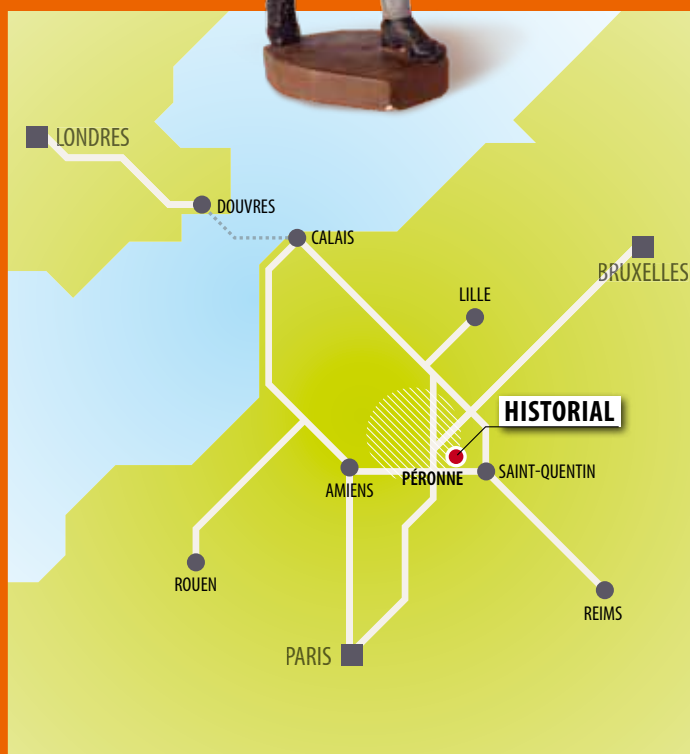 LONDRES
DOUVRES
CALAIS
BRUXELLES
LILLE
HISTORIAL
AMIENS
PÉRONNE
SAINT-QUENTIN
ROUEN
REIMS
PARIS